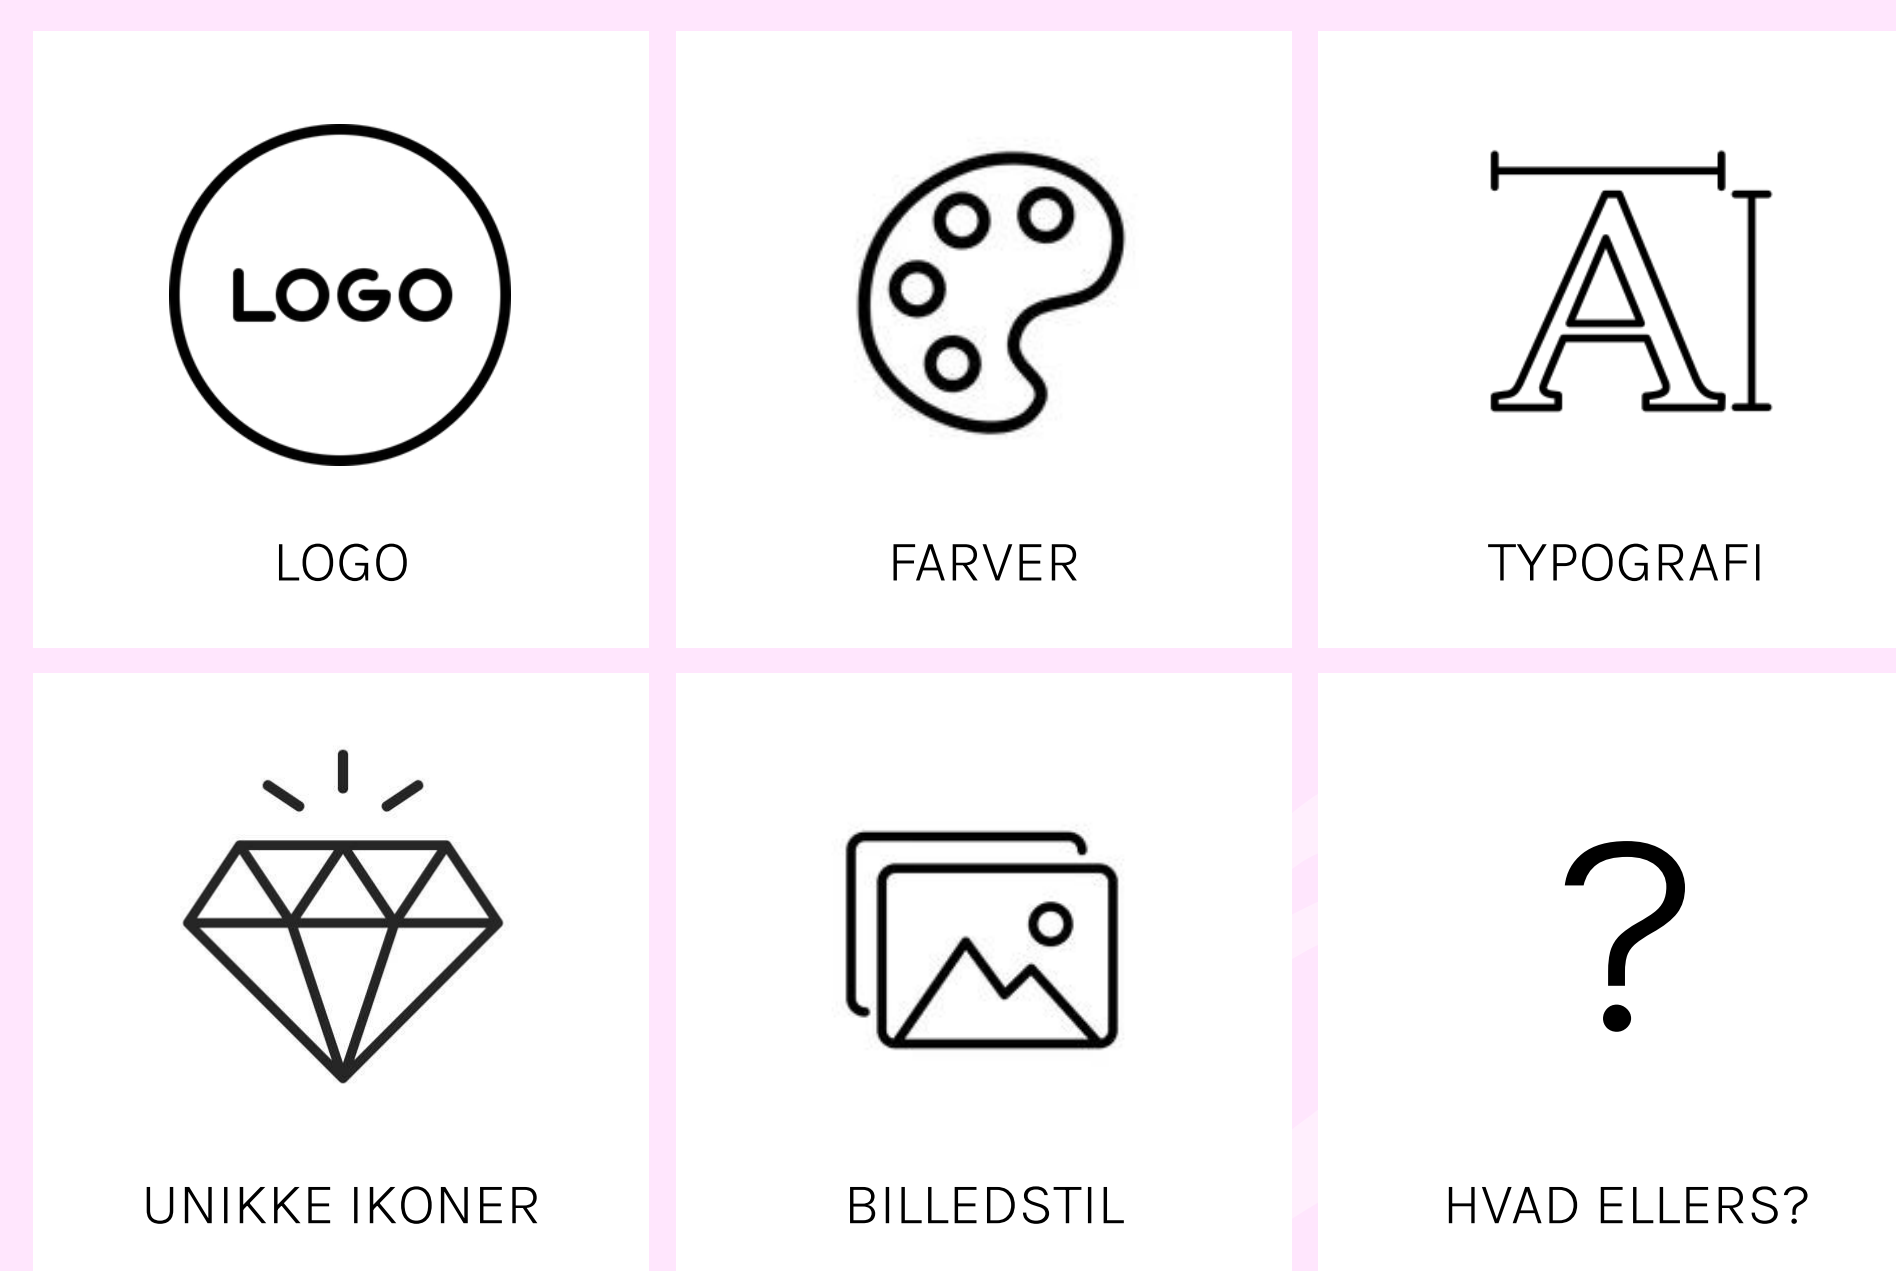 LOGO
LOGO
FARVER
A
TYPOGRAFI
UNIKKE IKONER
BILLEDSTIL
?
HVAD ELLERS?